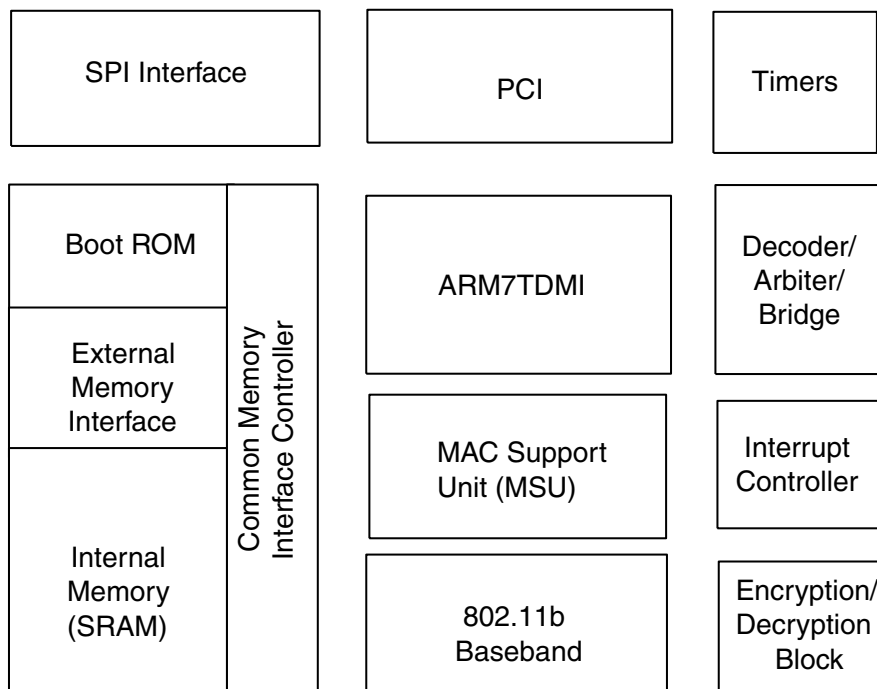 SPI Interface
PCI
Timers
Boot ROM
External
Memory
Interface
Internal
Memory
(SRAM)
Common Memory
Interface Controller
ARM7TDMI
MAC Support
Unit (MSU)
802.11b
Baseband
Decoder/
Arbiter/
Bridge
Interrupt
Controller
Encryption/
Decryption
Block